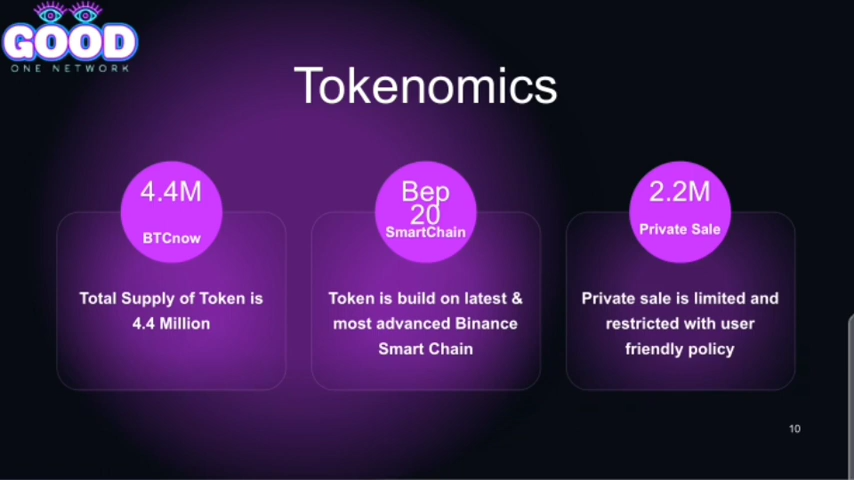 GOOD
ONE NETWORK
Tokenomics
4.4M
BTCnow
Total Supply of Token is
4.4 Million
Bep
20
SmartChain
Token is build on latest &
most advanced Binance
Smart Chain
2.2M
Private Sale
Private sale is limited and
restricted with user
friendly policy
10